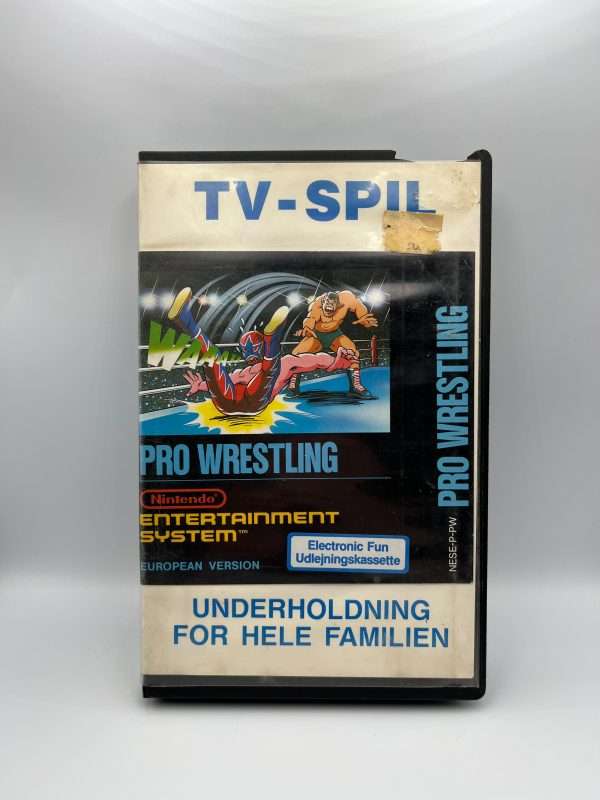 TV-SPIL
WAAAA
PRO WRESTLING
PRO WRESTLING
Nintendo
ENTERTAINMENT
SYSTEM™
Electronic Fun
Udlejningskassette
EUROPEAN VERSION
NESE-P-PW
UNDERHOLDNING
FOR HELE FAMILIEN